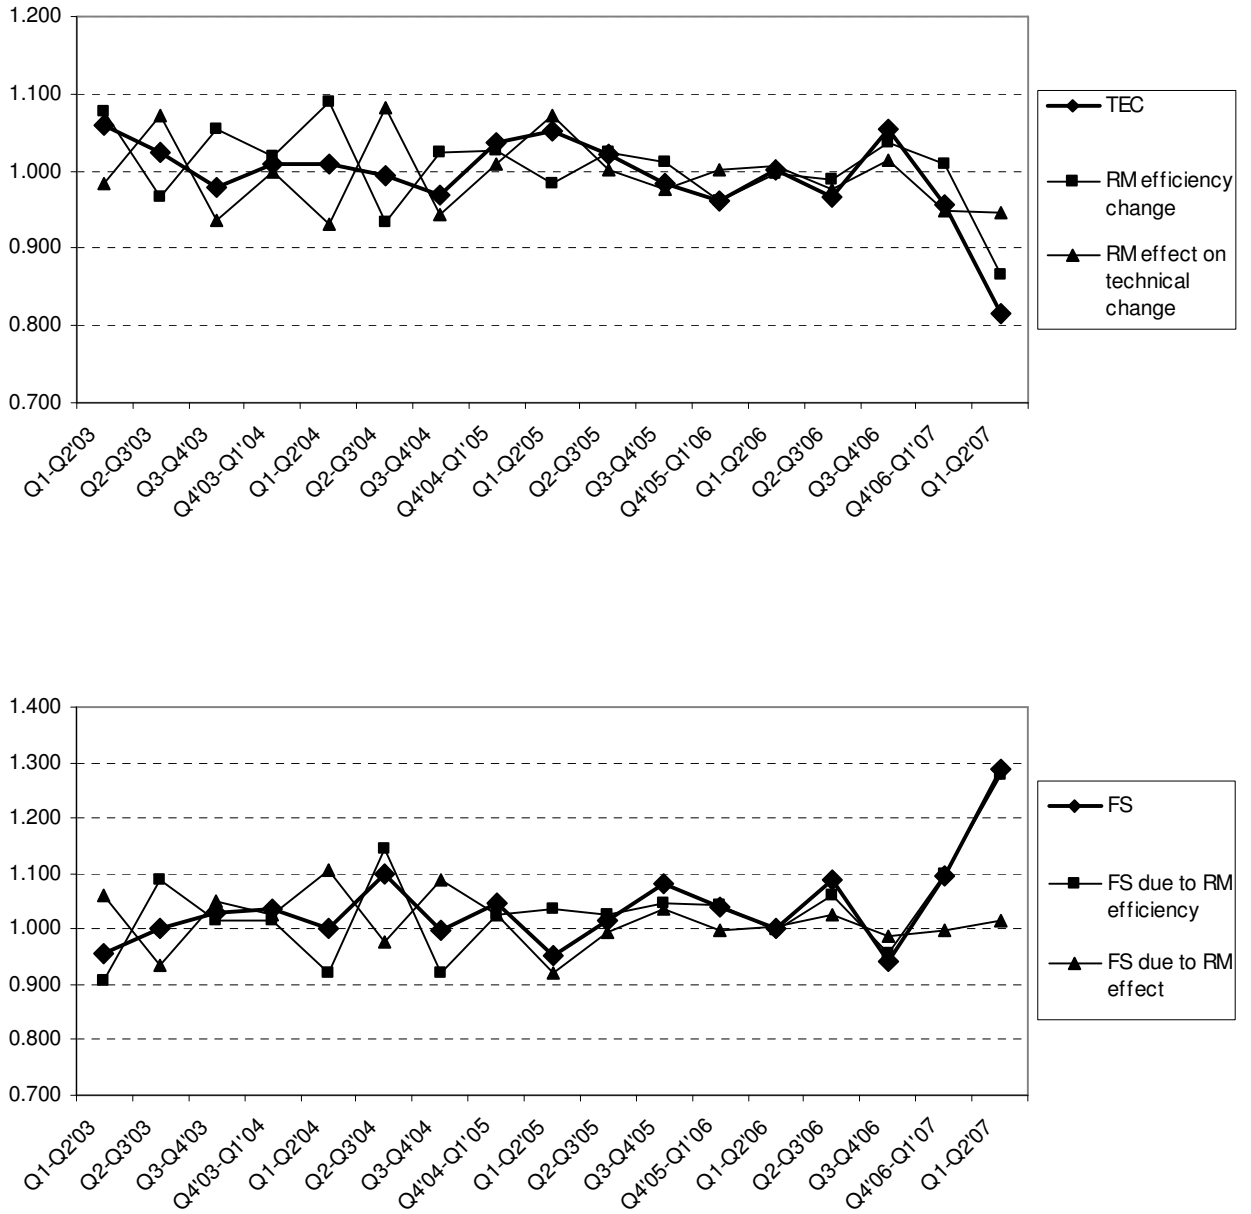 1.200
1.100
1.000
0.900
0.800
0.700
TEC
RM efficiency
change
RM effect on
technical
change
Q1-Q2'03
Q2-Q3'03
Q3-Q4'03
Q4'03-Q1'04
Q1-Q2'04
Q2-Q3'04
Q3-Q4'04
Q4'04-Q1'05
Q1-Q2'05
Q2-Q3'05
Q3-Q4'05
Q4'05-Q1'06
Q1-Q2'06
Q2-Q3'06
Q3-Q4'06
Q4'06-Q1'07
Q1-Q2'07
1.400
1.300
1.200
1.100
1.000
0.900
0.800
0.700
FS
FS due to RM
efficiency
FS due to RM
effect
Q1-Q2'03
Q2-Q3'03
Q3-Q4'03
Q4'03-Q1'04
Q1-Q2'04
Q2-Q3'04
Q3-Q4'04
Q4'04-Q1'05
Q1-Q2'05
Q2-Q3'05
Q3-Q4'05
Q4'05-Q1'06
Q1-Q2'06
Q2-Q3'06
Q3-Q4'06
Q4'06-Q1'07
Q1-Q2'07